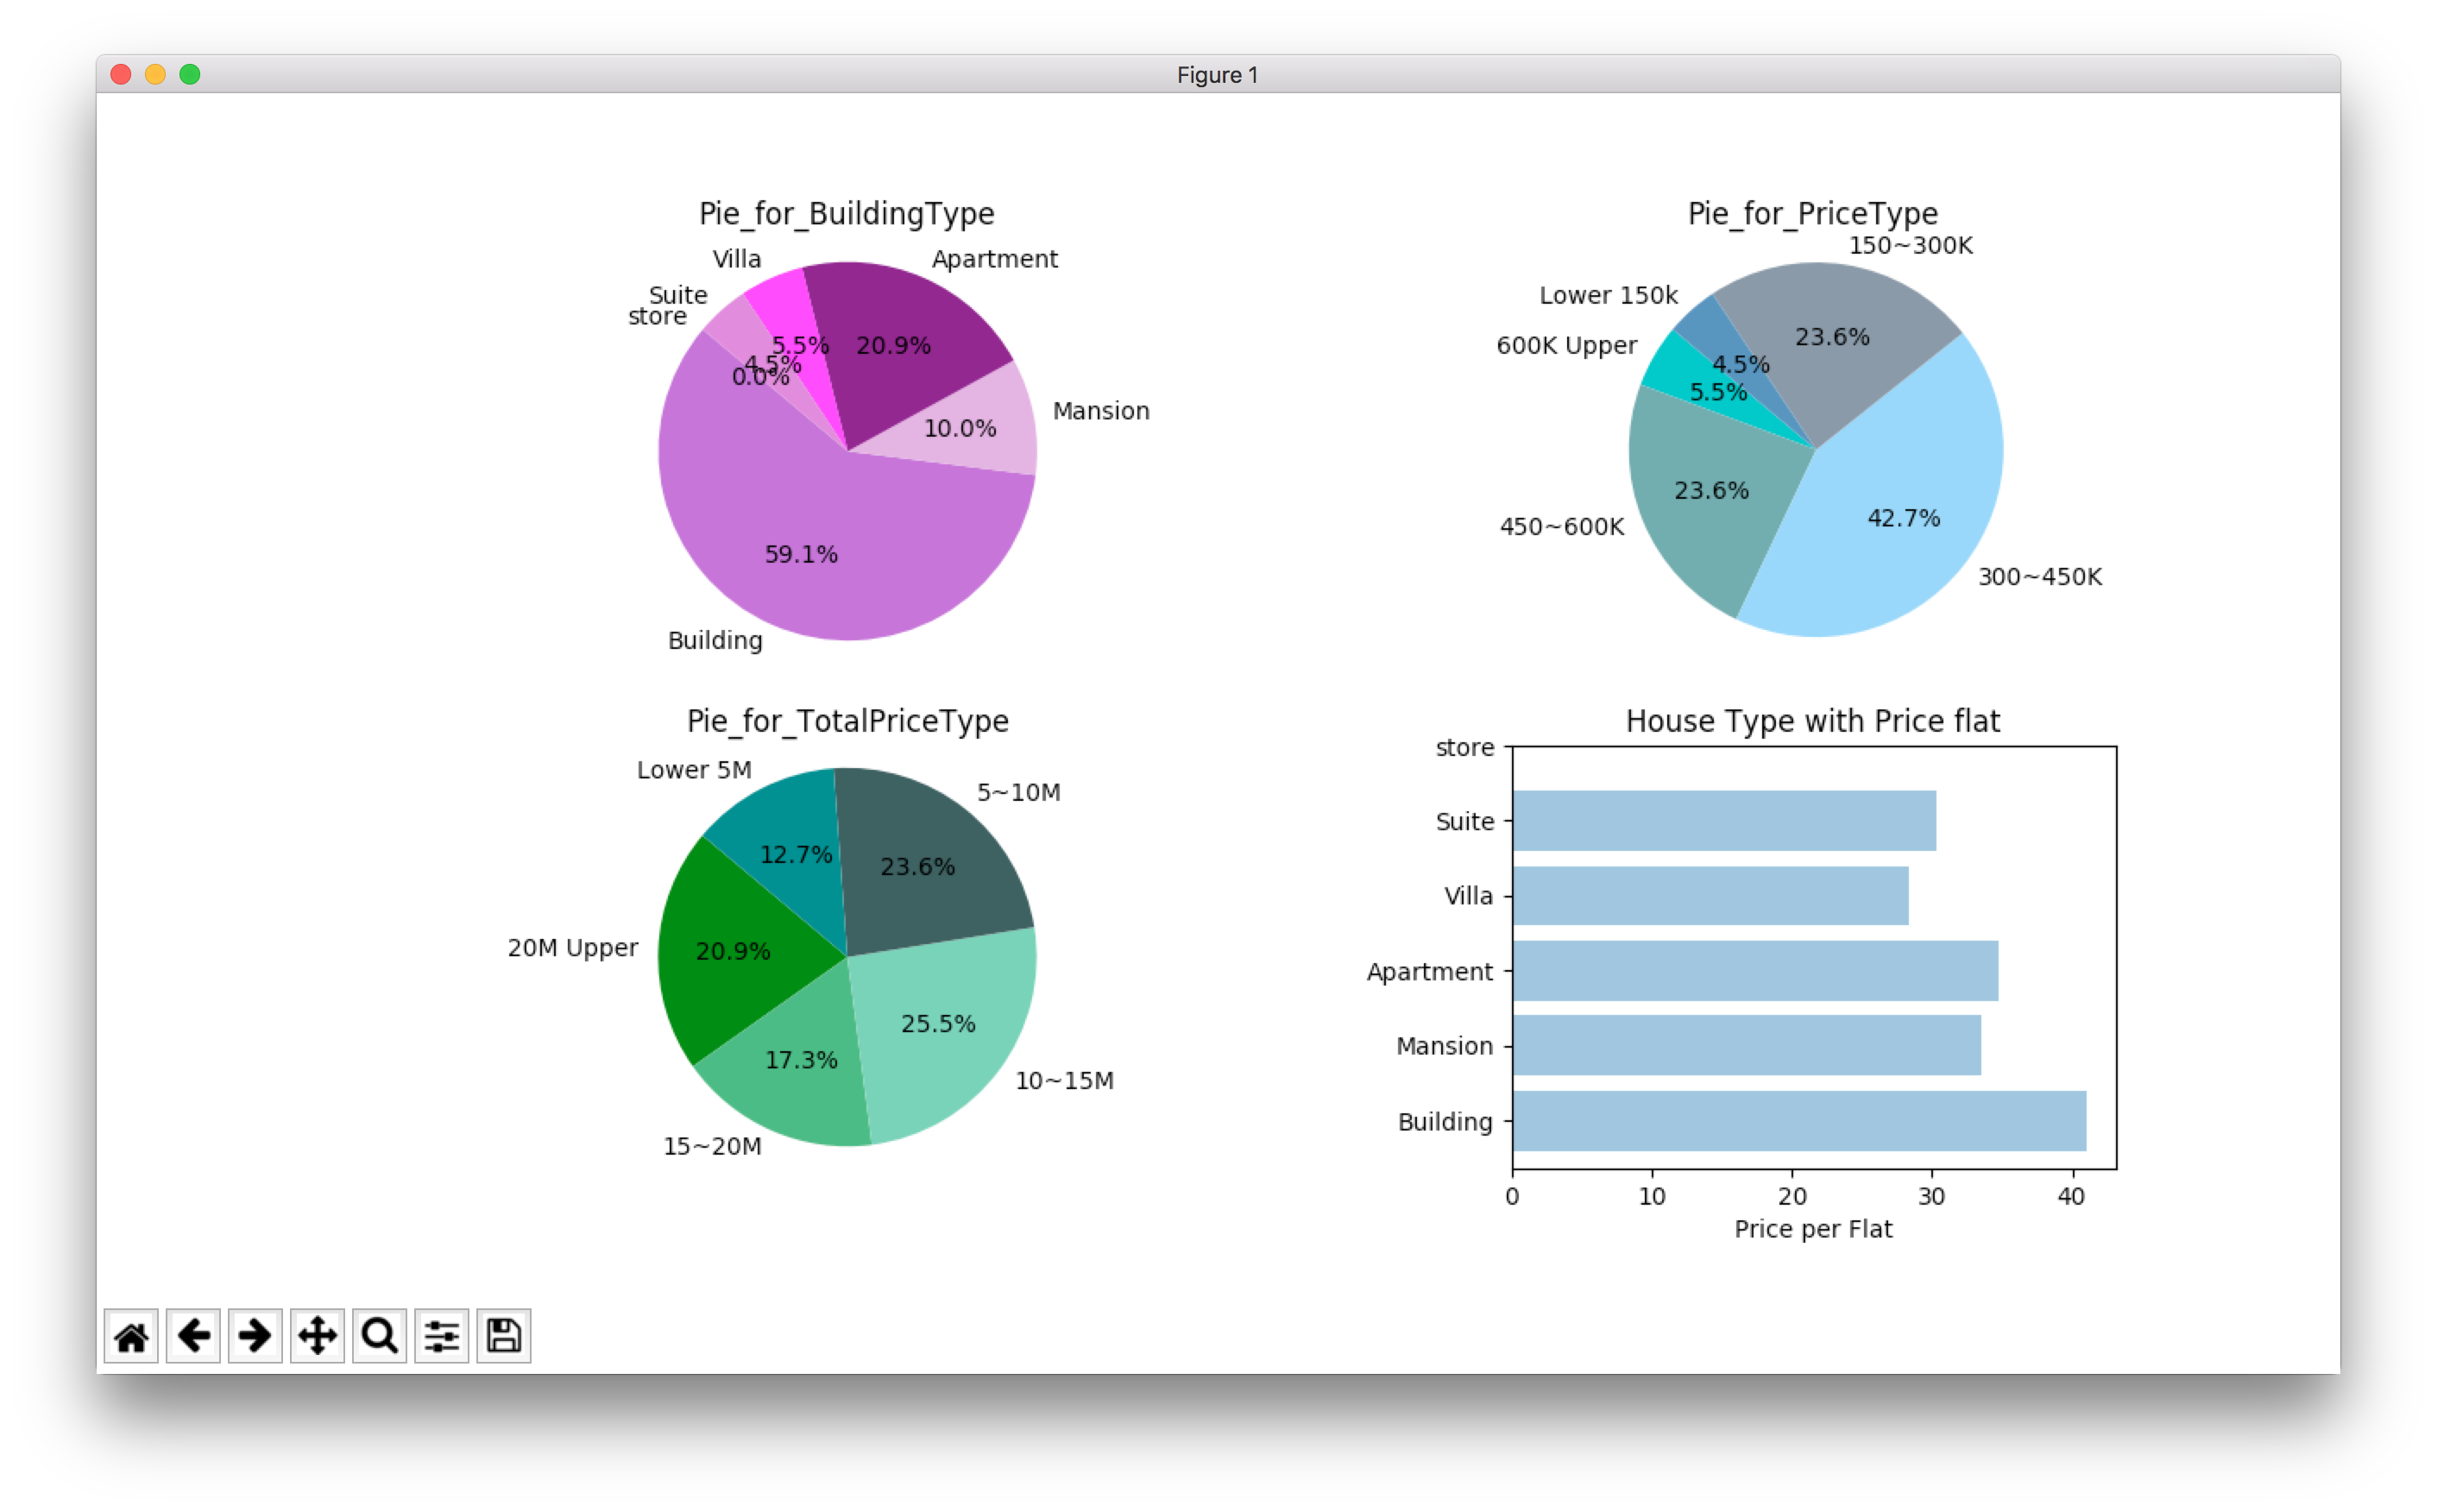 Figure 1
Pie_for_BuildingType
Villa
Apartment
Suite
store
Mansion
5.5%
20.9%
4.5%
0.0%
10.0%
59.1%
Building
Pie_for_PriceType
150~300K
Lower 150k
600K Upper
23.6%
4.5%
5.5%
23.6%
42.7%
450~600K
300~450K
Pie_for_TotalPriceType
Lower 5M
5~10M
12.7%
23.6%
20M Upper
20.9%
25.5%
17.3%
10~15M
15~20M
House Type with Price flat
store
Suite
Villa
Apartment
Mansion
Building
0 10 20 30 40
Price per Flat